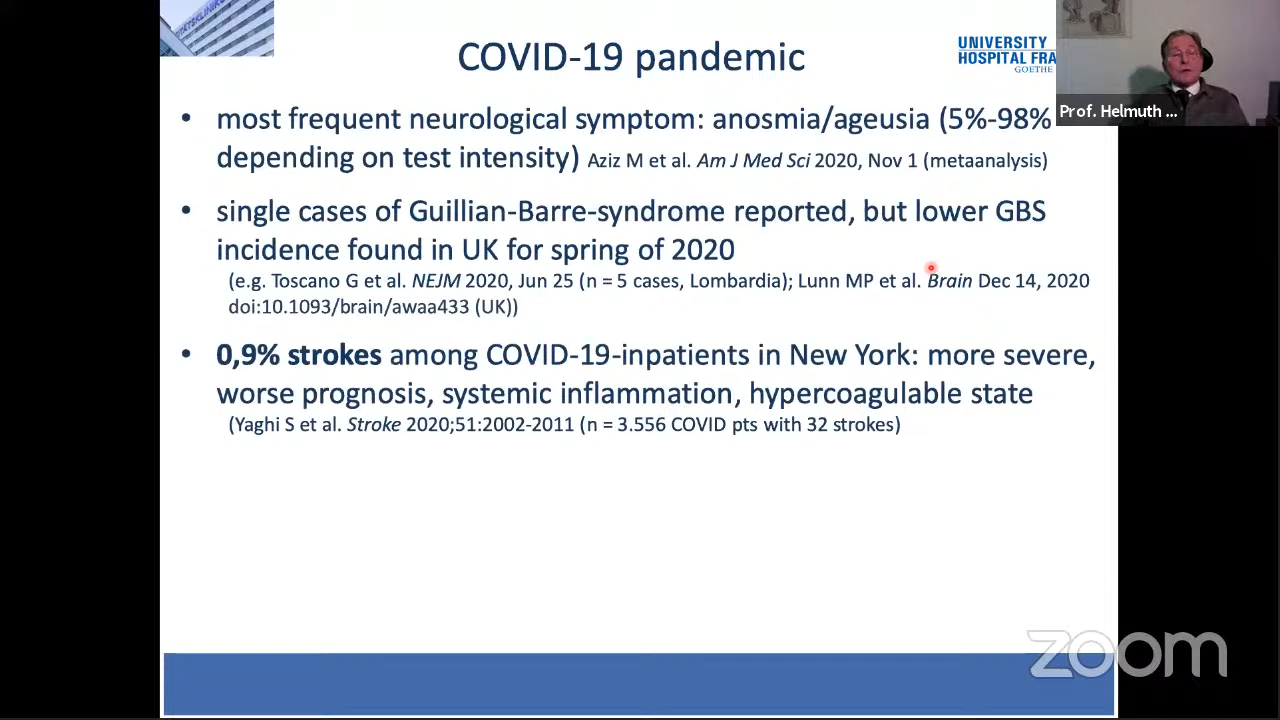 COVID-19 pandemic
UNIVERSITY
HOSPITAL FRA
GOETHE
Prof. Helmuth ...
• most frequent neurological symptom: anosmia/ageusia (5%-98%
depending on test intensity) Aziz M et al. Am J Med Sci 2020, Nov 1 (metaanalysis)
• single cases of Guillian-Barre-syndrome reported, but lower GBS
incidence found in UK for spring of 2020
(e.g. Toscano G et al. NEJM 2020, Jun 25 (n = 5 cases, Lombardia); Lunn MP et al. Brain Dec 14, 2020
doi:10.1093/brain/awaa433 (UK))
• 0,9% strokes among COVID-19-inpatients in New York: more severe,
worse prognosis, systemic inflammation, hypercoagulable state
(Yaghi S et al. Stroke 2020;51:2002-2011 (n = 3.556 COVID pts with 32 strokes)
zoom